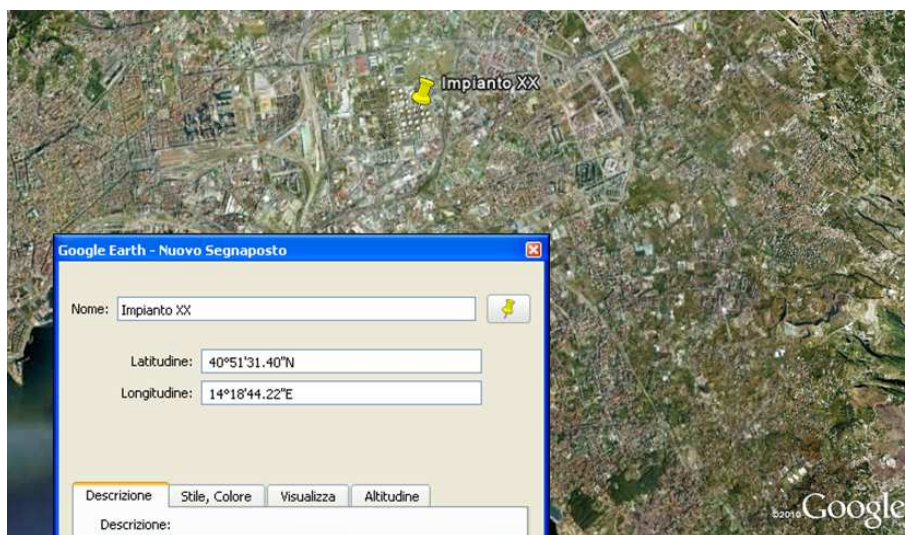 Impianto XX
Google Earth - Nuovo Segnaposto
Nome: Impianto XX
Latitudine: 40°51'31.40"N
Longitudine: 14°18'44.22"E
Descrizione Stile, Colore Visualizza Altitudine
Descrizione:
©2010 Google